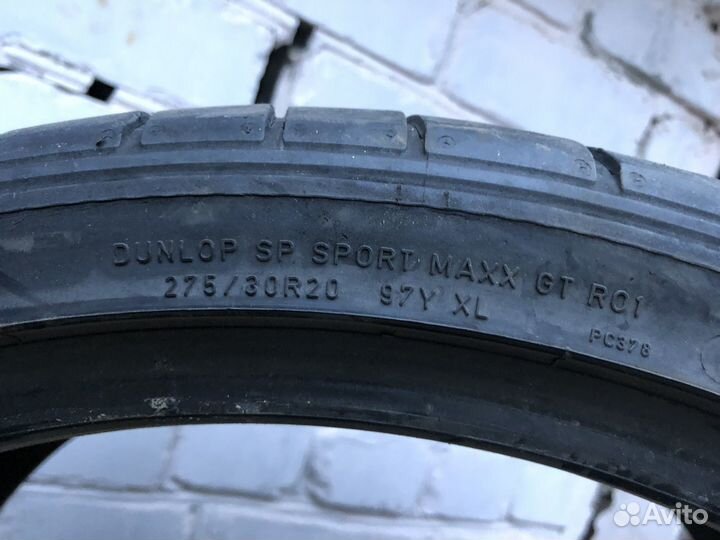 DUNLOP SP SPORT MAXX GT RO1
275/30R20 97Y XL
PC378
Avito